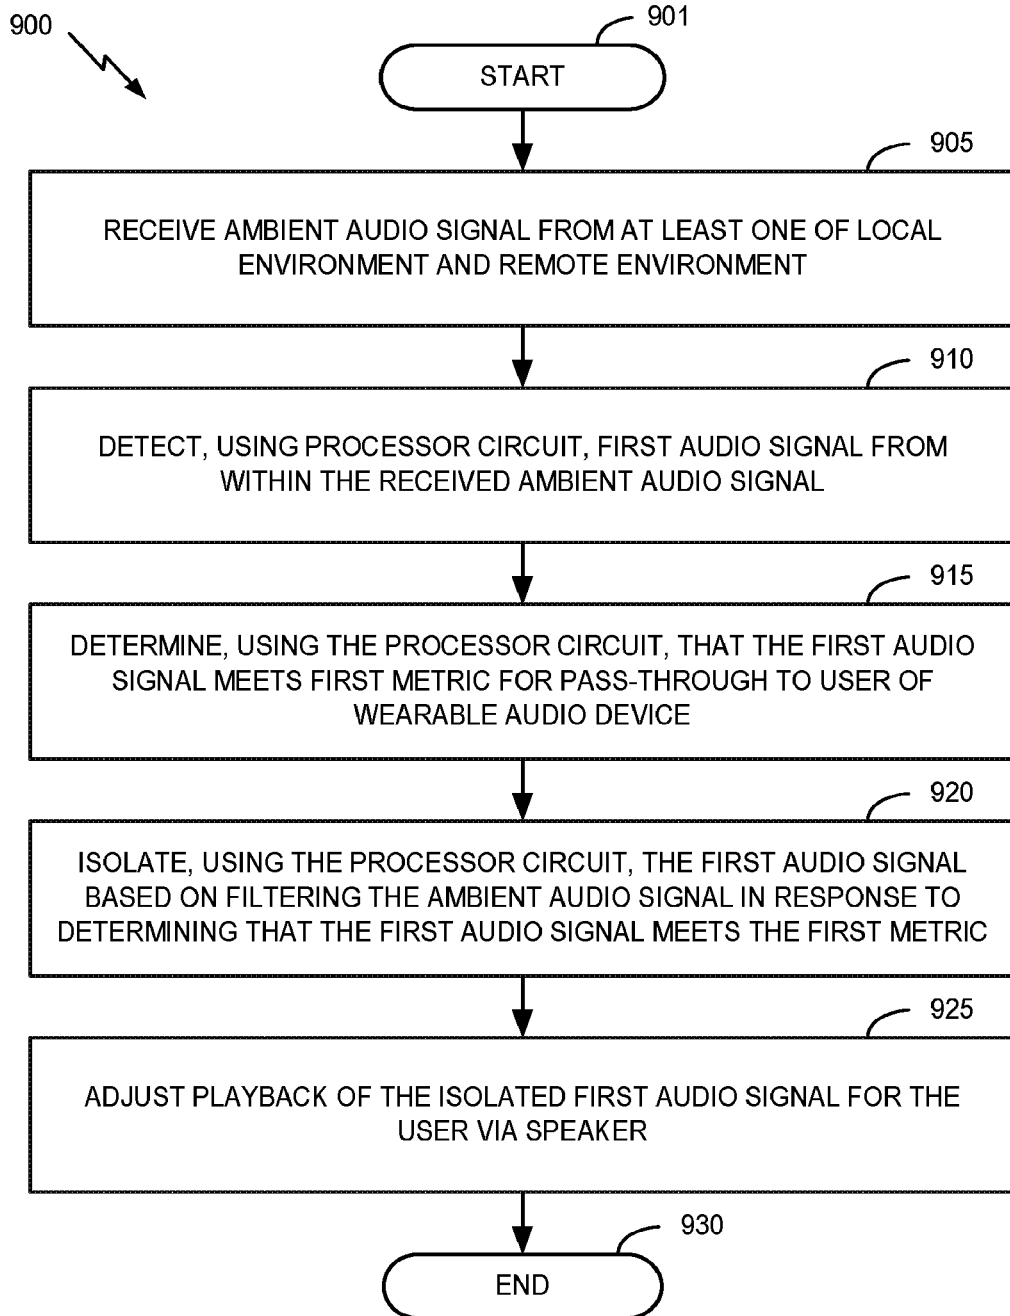 900
901
START
905
RECEIVE AMBIENT AUDIO SIGNAL FROM AT LEAST ONE OF LOCAL
ENVIRONMENT AND REMOTE ENVIRONMENT
910
DETECT, USING PROCESSOR CIRCUIT, FIRST AUDIO SIGNAL FROM
WITHIN THE RECEIVED AMBIENT AUDIO SIGNAL
915
DETERMINE, USING THE PROCESSOR CIRCUIT, THAT THE FIRST AUDIO
SIGNAL MEETS FIRST METRIC FOR PASS-THROUGH TO USER OF
WEARABLE AUDIO DEVICE
920
ISOLATE, USING THE PROCESSOR CIRCUIT, THE FIRST AUDIO SIGNAL
BASED ON FILTERING THE AMBIENT AUDIO SIGNAL IN RESPONSE TO
DETERMINING THAT THE FIRST AUDIO SIGNAL MEETS THE FIRST METRIC
925
ADJUST PLAYBACK OF THE ISOLATED FIRST AUDIO SIGNAL FOR THE
USER VIA SPEAKER
930
END